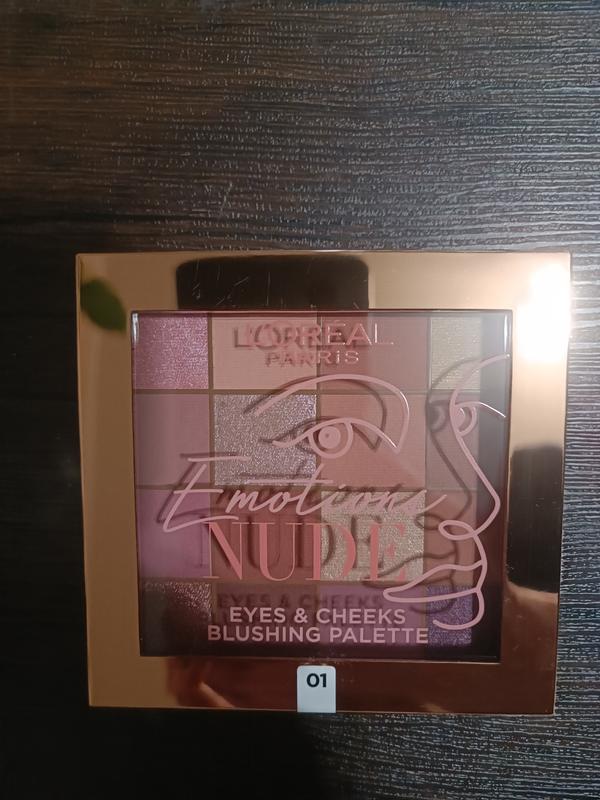 L'ORÉAL
PARIS
Emotions
NUDE
EYES & CHEEKS
BLUSHING PALETTE
01